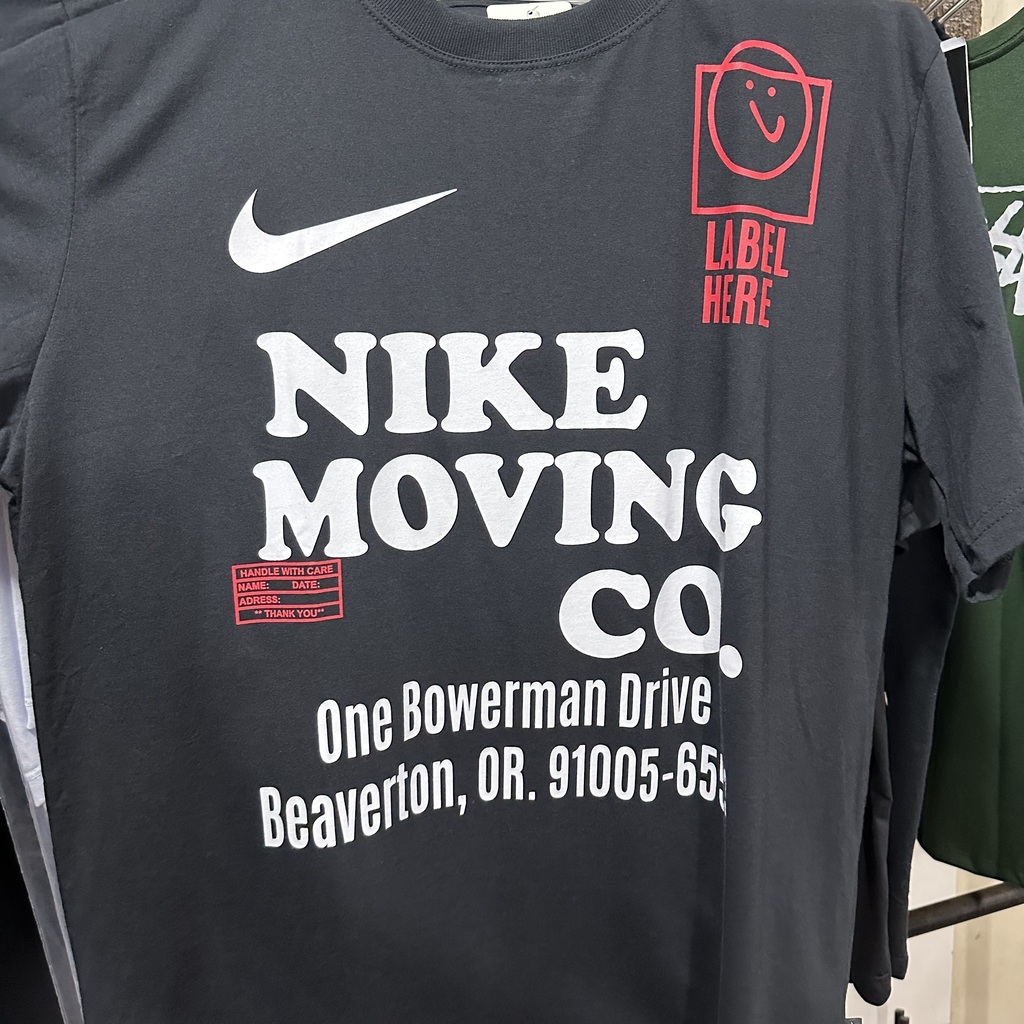 LABEL
HERE
NIKE
MOVING
CO.
HANDLE WITH CARE
NAME: DATE:
ADRESS:
** THANK YOU**
One Bowerman Drive
Beaverton, OR.